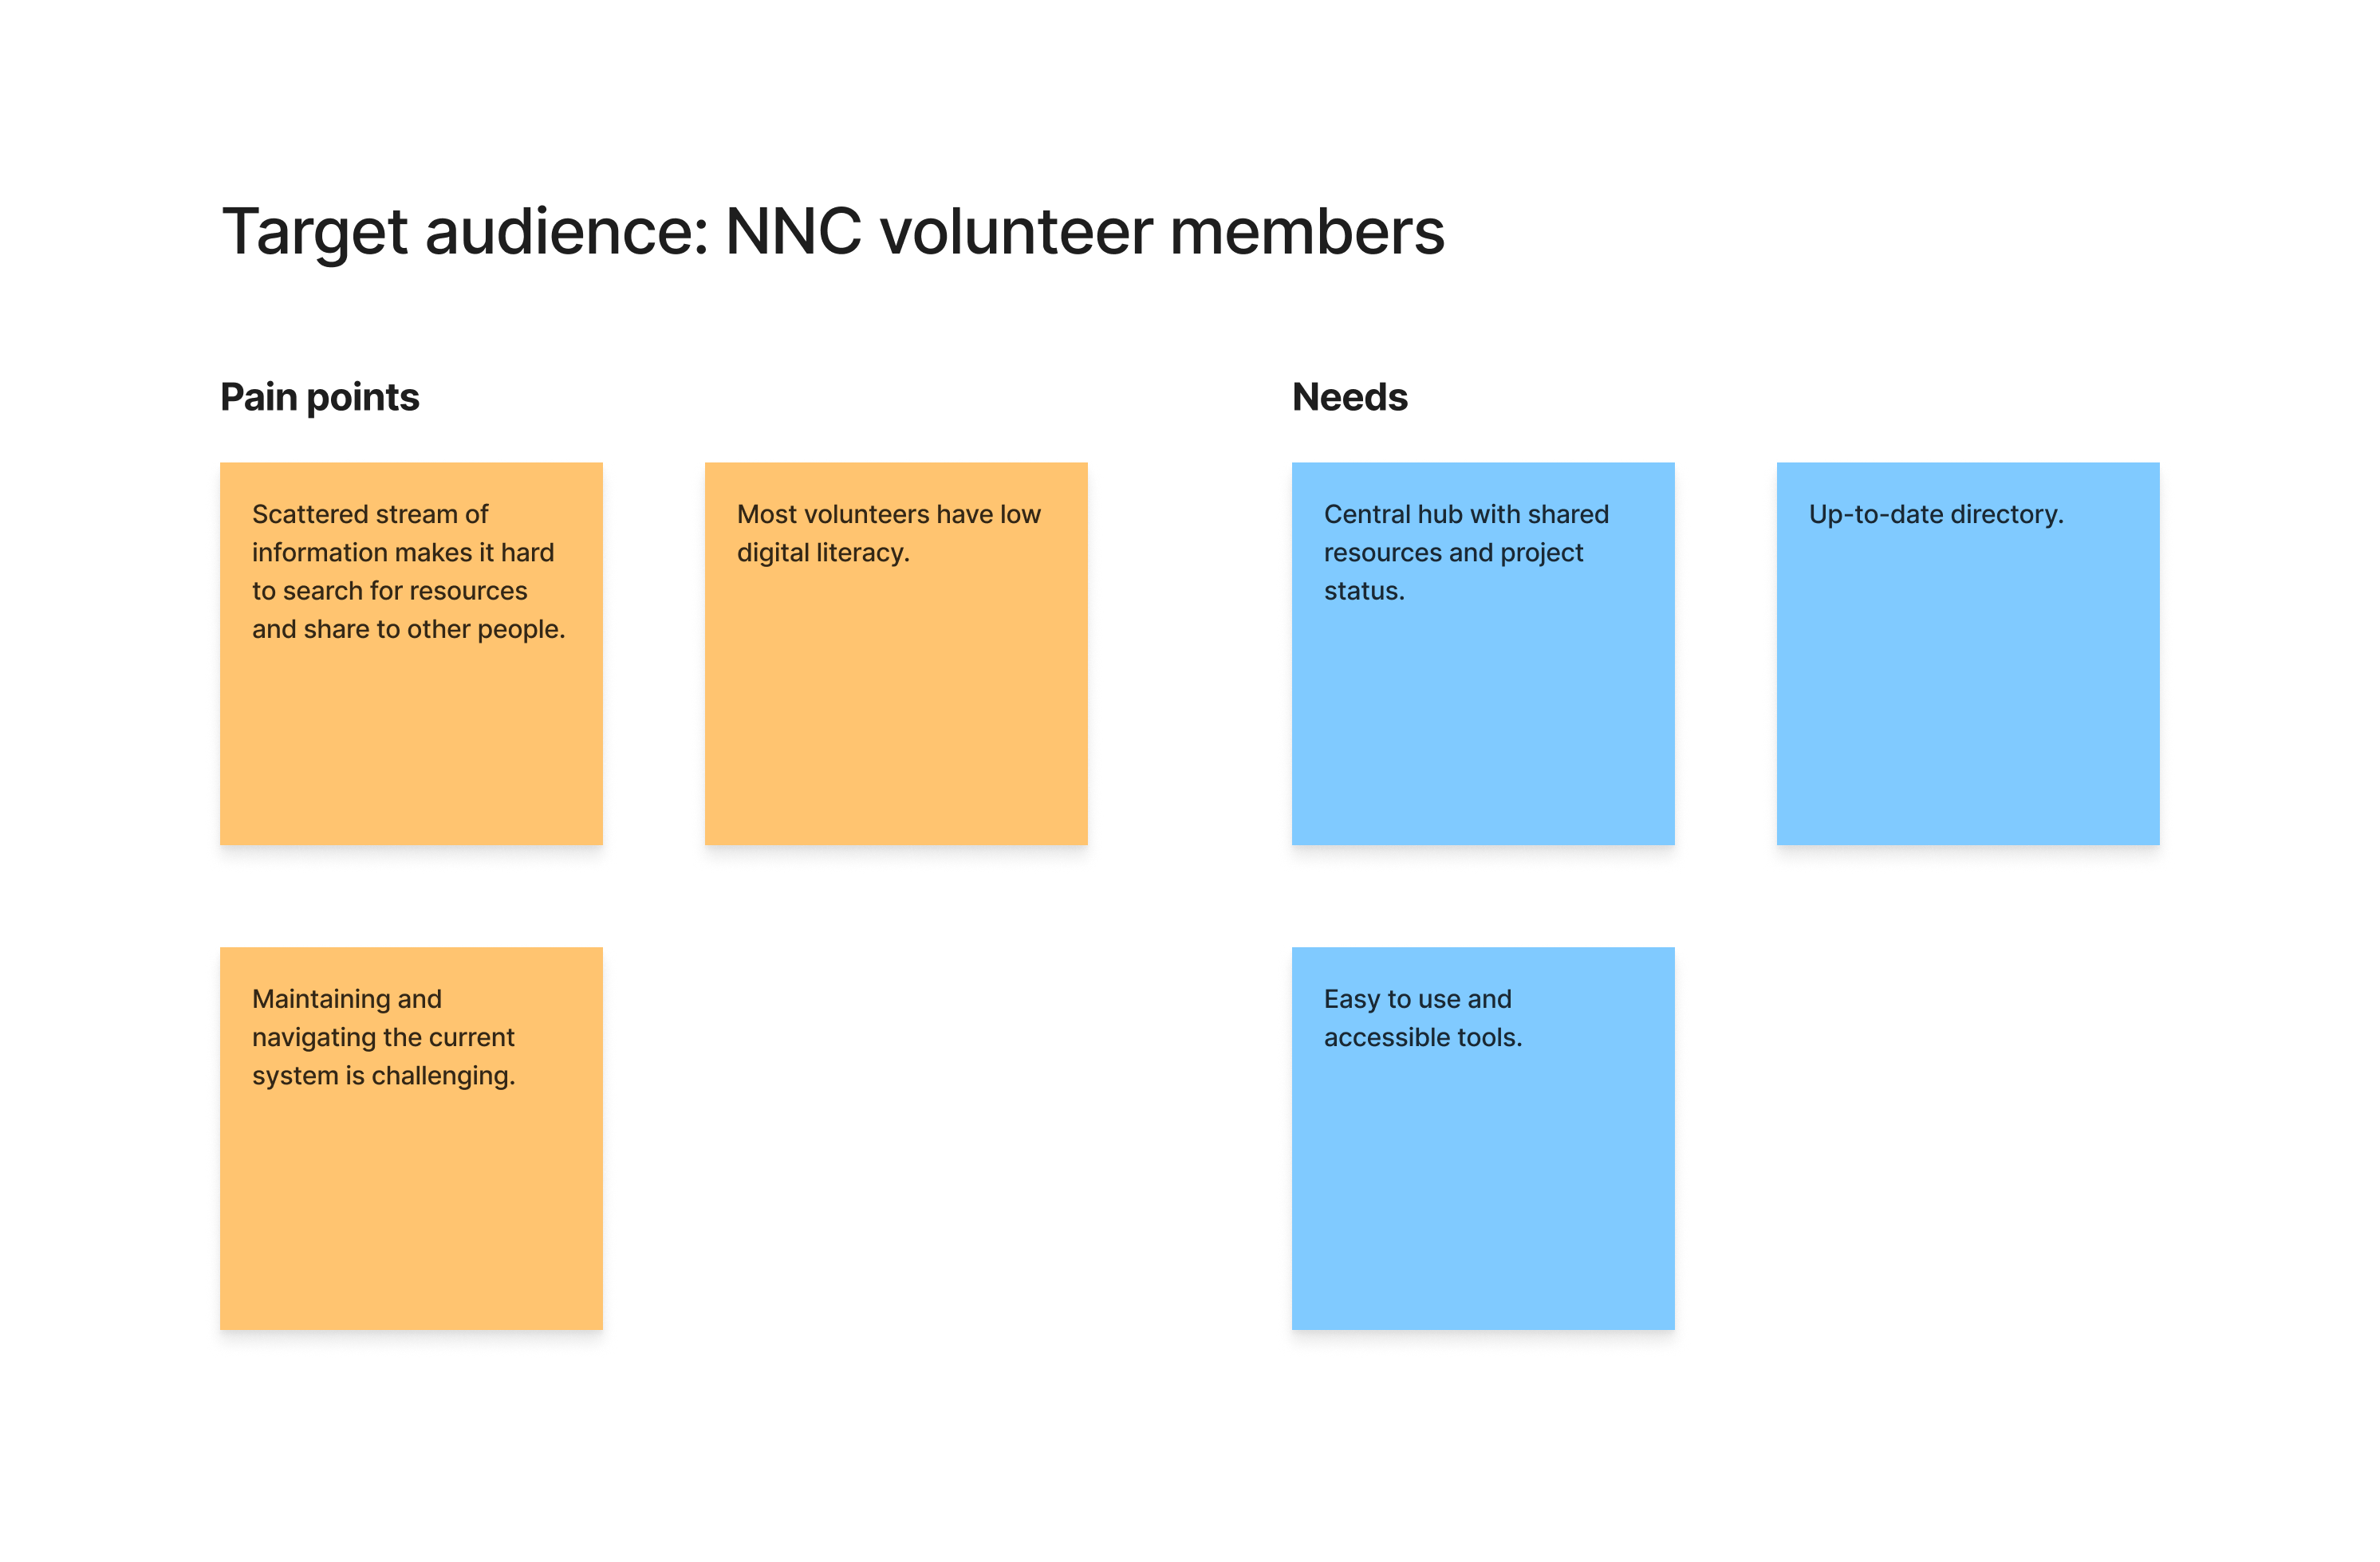 Target audience: NNC volunteer members
Pain points
Scattered stream of
information makes it hard
to search for resources
and share to other people.
Most volunteers have low
digital literacy.
Maintaining and
navigating the current
system is challenging.
Needs
Central hub with shared
resources and project
status.
Up-to-date directory.
Easy to use and
accessible tools.